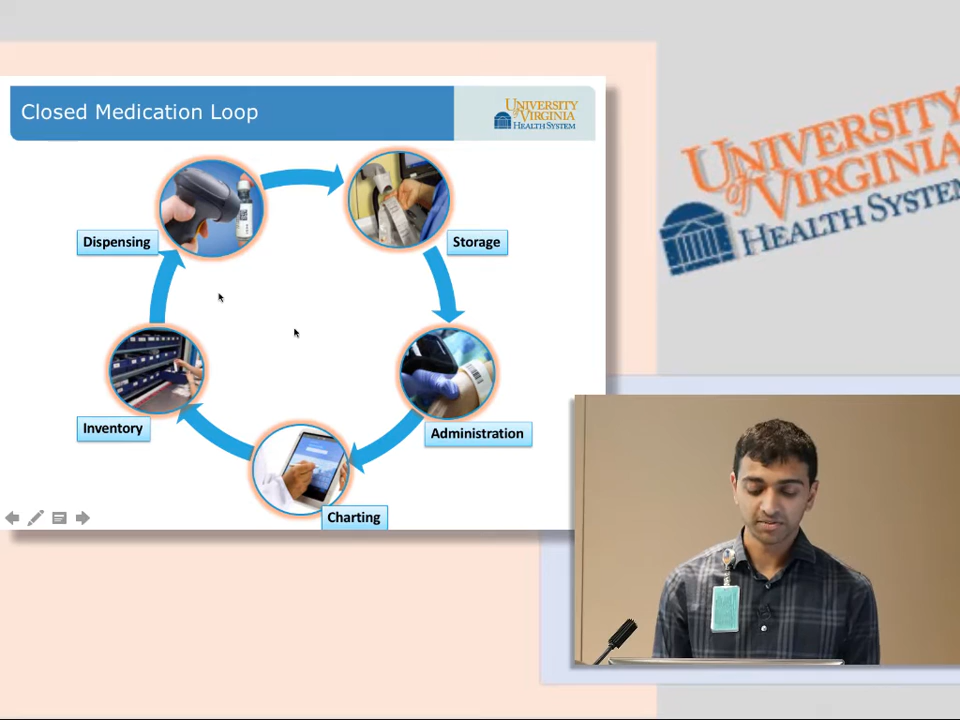 Closed Medication Loop
UNIVERSITY
of VIRGINIA
HEALTH SYSTEM
UNIVERSITY
of VIRGINIA
HEALTH SYSTEM
Dispensing
Storage
Inventory
Administration
Charting